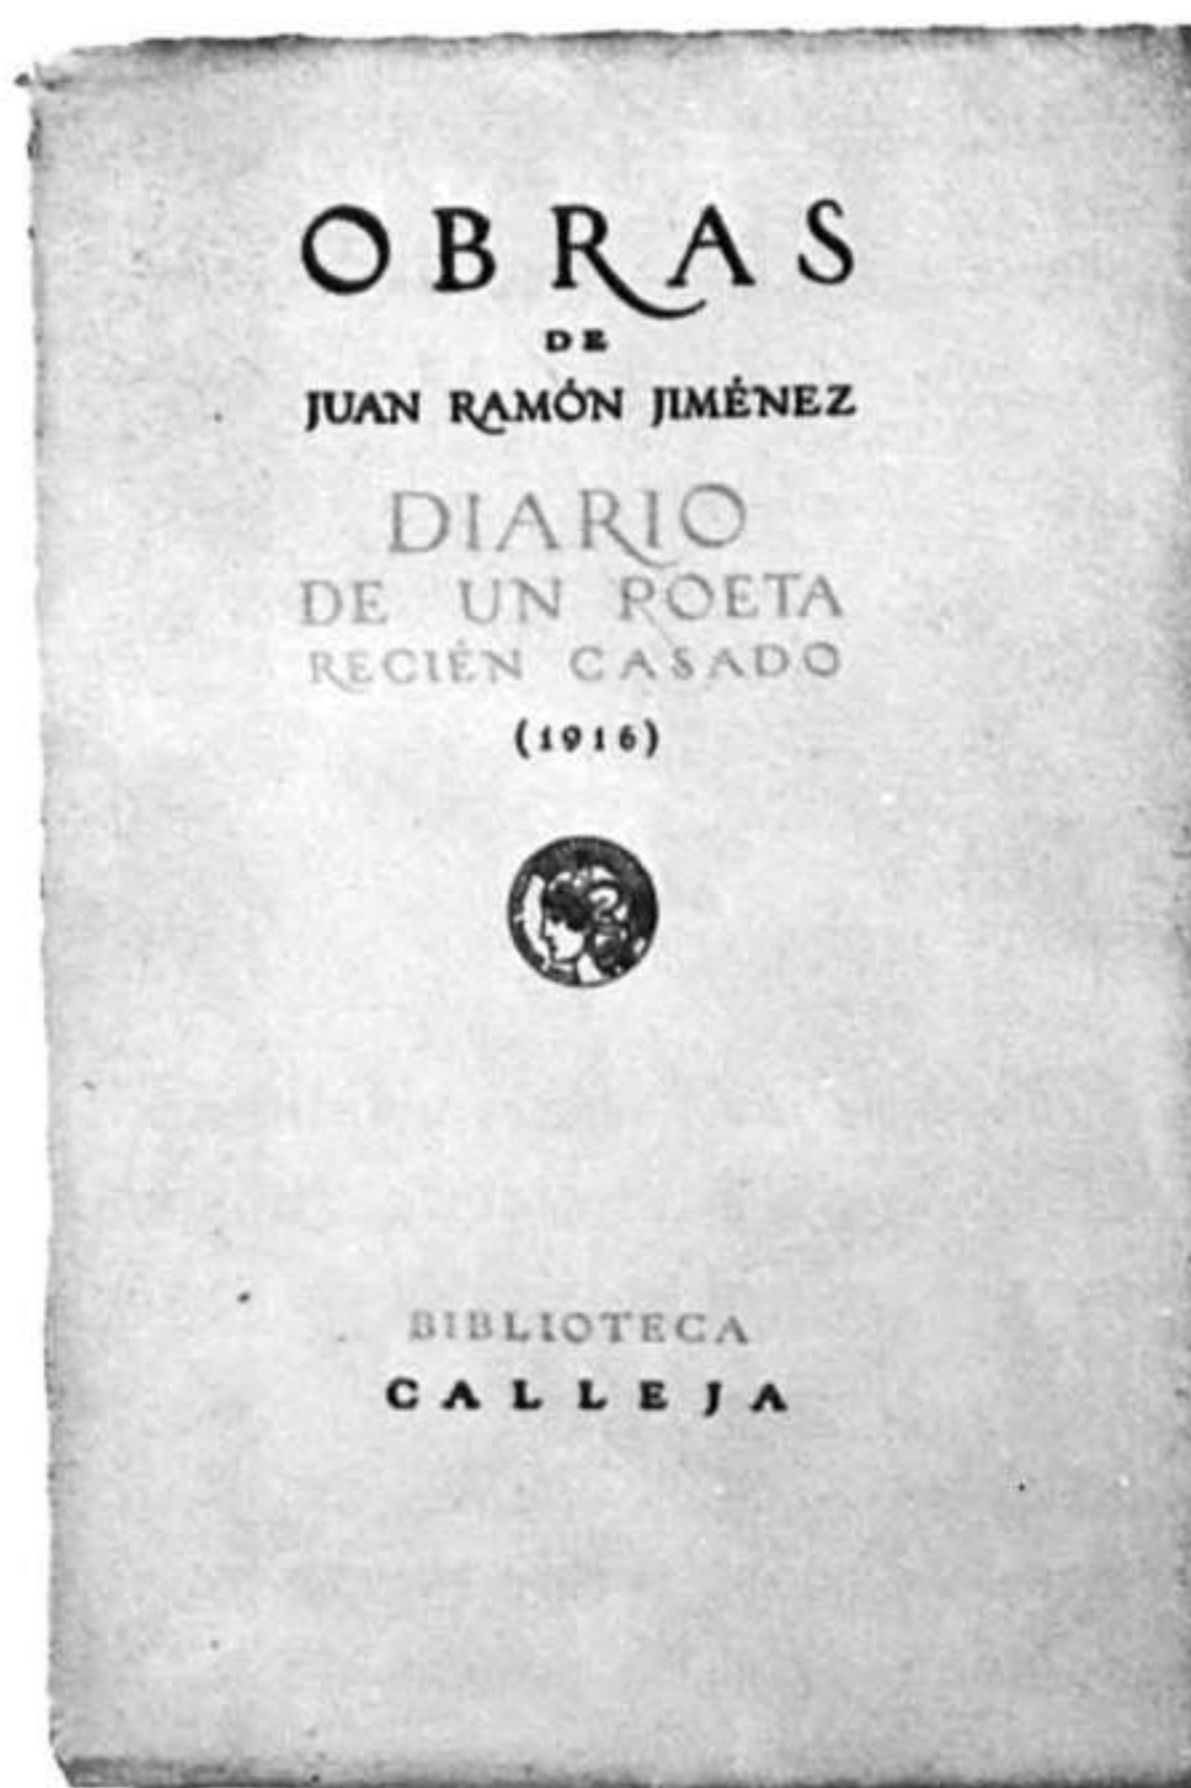 OBRAS
DE
JUAN RAMÓN JIMÉNEZ
DIARIO
DE UN POETA
RECIÉN CASADO
(1916)
BIBLIOTECA
CALLEJA